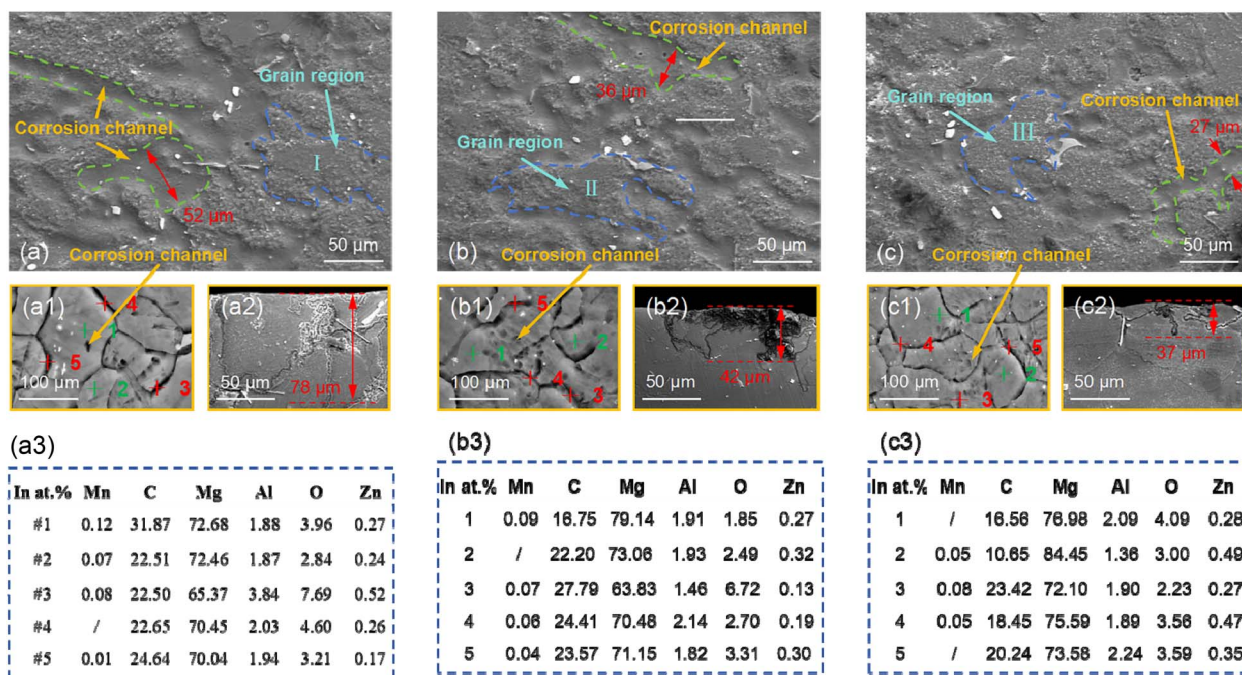 Grain region
Corrosion channel
I
52 µm
(a)
50 µm
Corrosion channel
36 µm
Grain region
II
(b)
50 µm
Grain region
III
Corrosion channel
27 µm
(c)
50 µm
Corrosion channel
(a1)
4
1
5
2
3
100 µm
(a2)
50 µm
78 µm
Corrosion channel
(b1)
5
1
2
4
3
100 µm
(b2)
50 µm
42 µm
Corrosion channel
(c1)
1
4
5
2
3
100 µm
(c2)
37 µm
50 µm
(a3)
In at.% Mn C Mg Al O Zn
#1 0.12 31.87 72.68 1.88 3.96 0.27
#2 0.07 22.51 72.46 1.87 2.84 0.24
#3 0.08 22.50 65.37 3.84 7.69 0.52
#4 / 22.65 70.45 2.03 4.60 0.26
#5 0.01 24.64 70.04 1.94 3.21 0.17
(b3)
In at.% Mn C Mg Al O Zn
1 0.09 16.75 79.14 1.91 1.85 0.27
2 / 22.20 73.06 1.93 2.49 0.32
3 0.07 27.79 63.83 1.46 6.72 0.13
4 0.06 24.41 70.48 2.14 2.70 0.19
5 0.04 23.57 71.15 1.82 3.31 0.30
(c3)
In at.% Mn C Mg Al O Zn
1 / 16.56 76.98 2.09 4.09 0.28
2 0.05 10.65 84.45 1.36 3.00 0.49
3 0.08 23.42 72.10 1.90 2.23 0.27
4 0.05 18.45 75.59 1.89 3.56 0.47
5 / 20.24 73.58 2.24 3.59 0.35